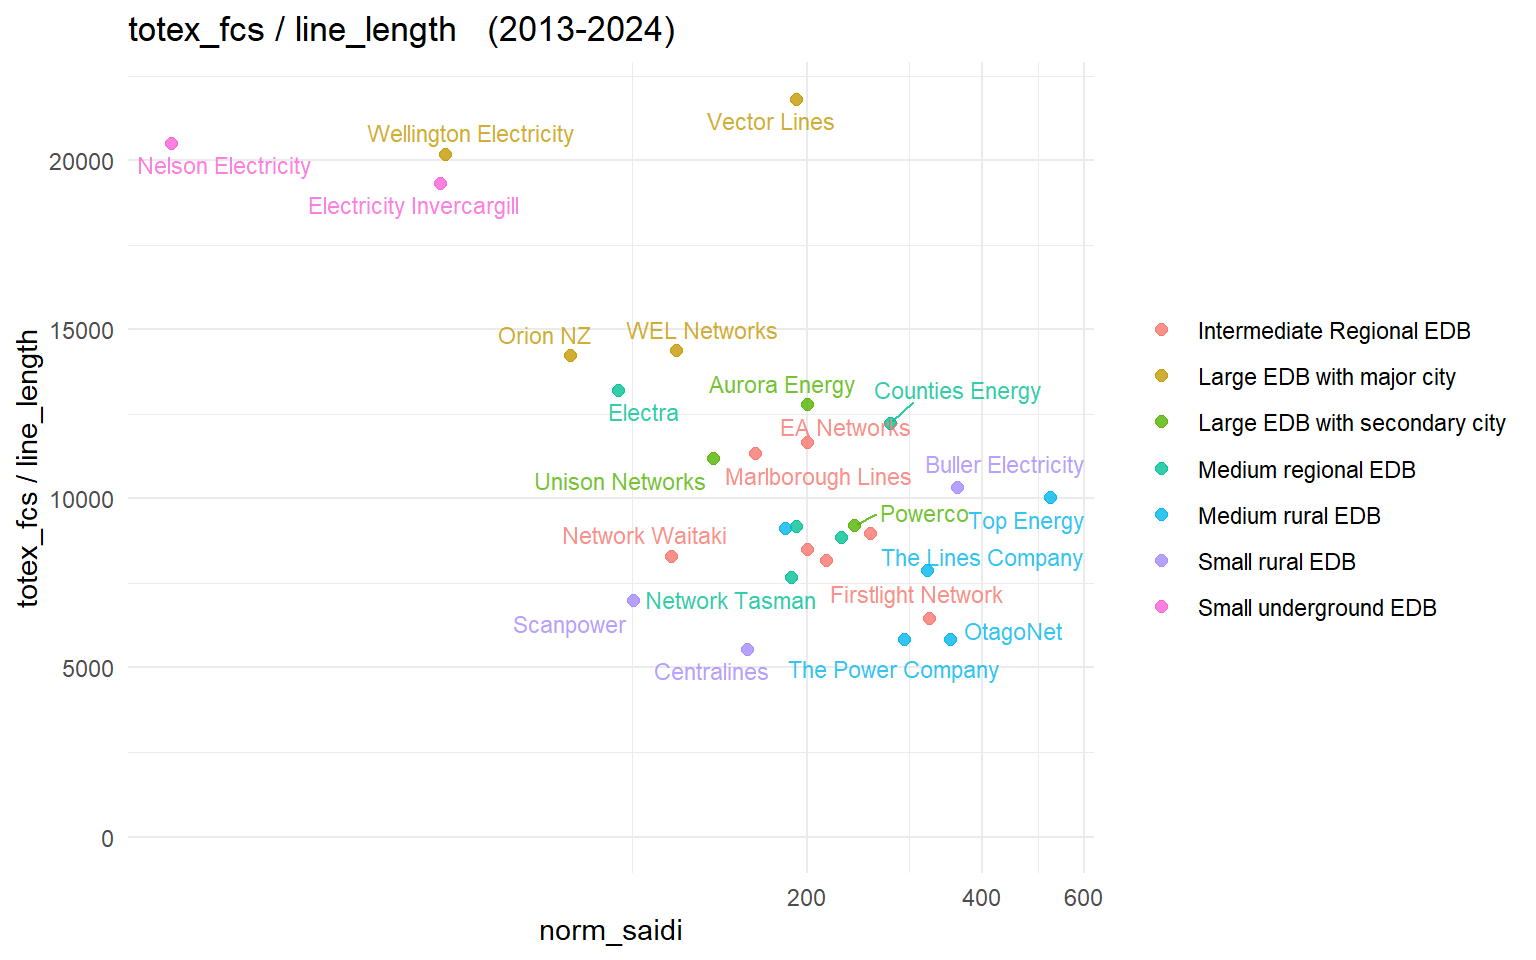 totex_fcs / line_length   (2013-2024)
Vector Lines
Wellington Electricity
Nelson Electricity
Electricity Invercargill
Orion NZ
WEL Networks
Aurora Energy
Counties Energy
Electra
EA Networks
Buller Electricity
Marlborough Lines
Unison Networks
Powerco
Top Energy
Network Waitaki
The Lines Company
Firstlight Network
Network Tasman
Scanpower
OtagoNet
Centralines
The Power Company
20000
15000
10000
5000
0
totex_fcs / line_length
200
400
600
norm_saidi
Intermediate Regional EDB
Large EDB with major city
Large EDB with secondary city
Medium regional EDB
Medium rural EDB
Small rural EDB
Small underground EDB